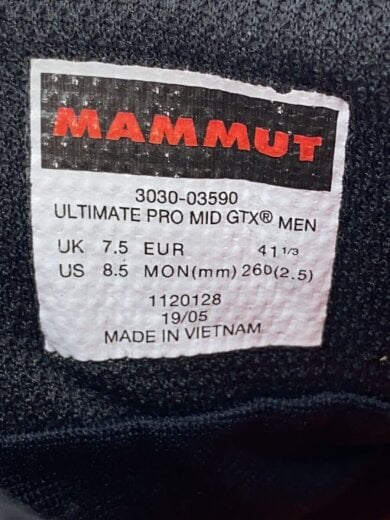 MAMMUT
3030-03590
ULTIMATE PRO MID GTX® MEN
UK 7.5 EUR 41 1/3
US 8.5 MON(mm) 260(2.5)
1120128
19/05
MADE IN VIETNAM